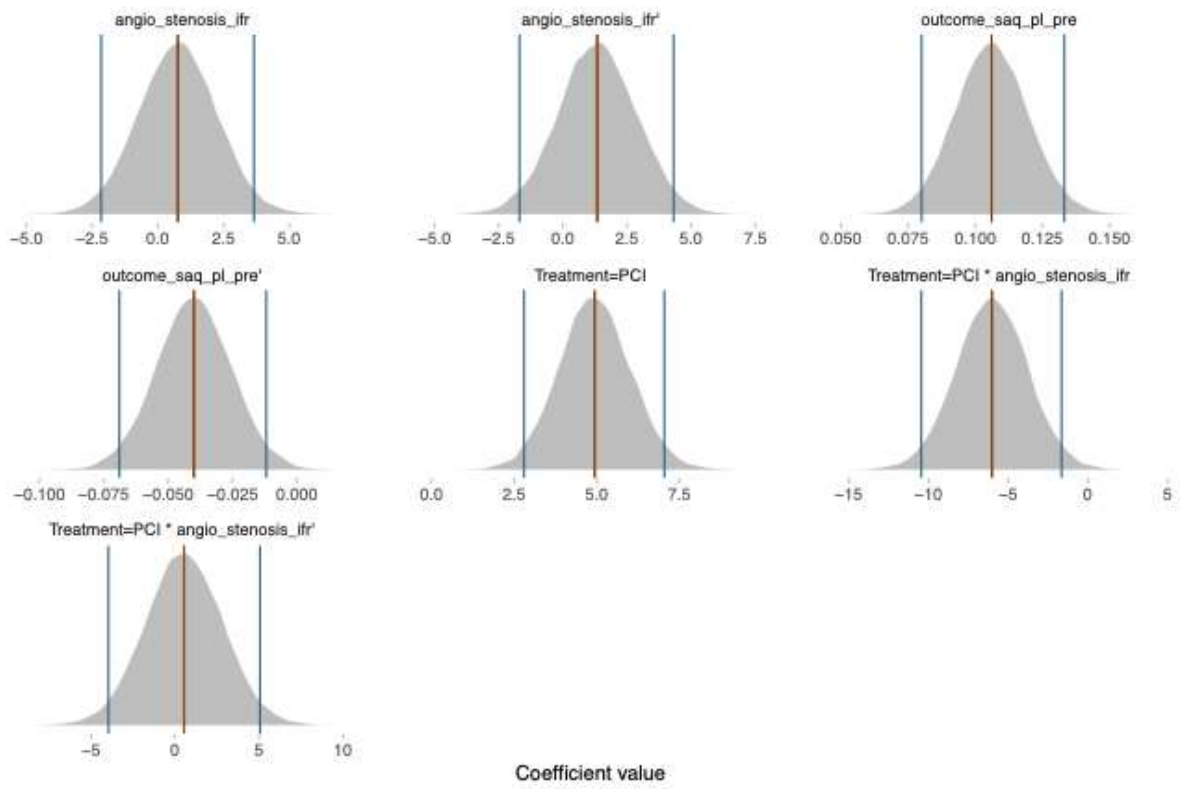 angio_stenosis_ifr angio_stenosis_ifr' outcome_saq_pl_pre
−5.0 −2.5 0.0 2.5 5.0 −5.0 −2.5 0.0 2.5 5.0 7.5 0.050 0.075 0.100 0.125 0.150
outcome_saq_pl_pre' Treatment=PCI Treatment=PCI * angio_stenosis_ifr
−0.100 −0.075 −0.050 −0.025 0.000 0.0 2.5 5.0 7.5 −15 −10 −5 0 5
Treatment=PCI * angio_stenosis_ifr'
−5 0 5 10
Coefficient value